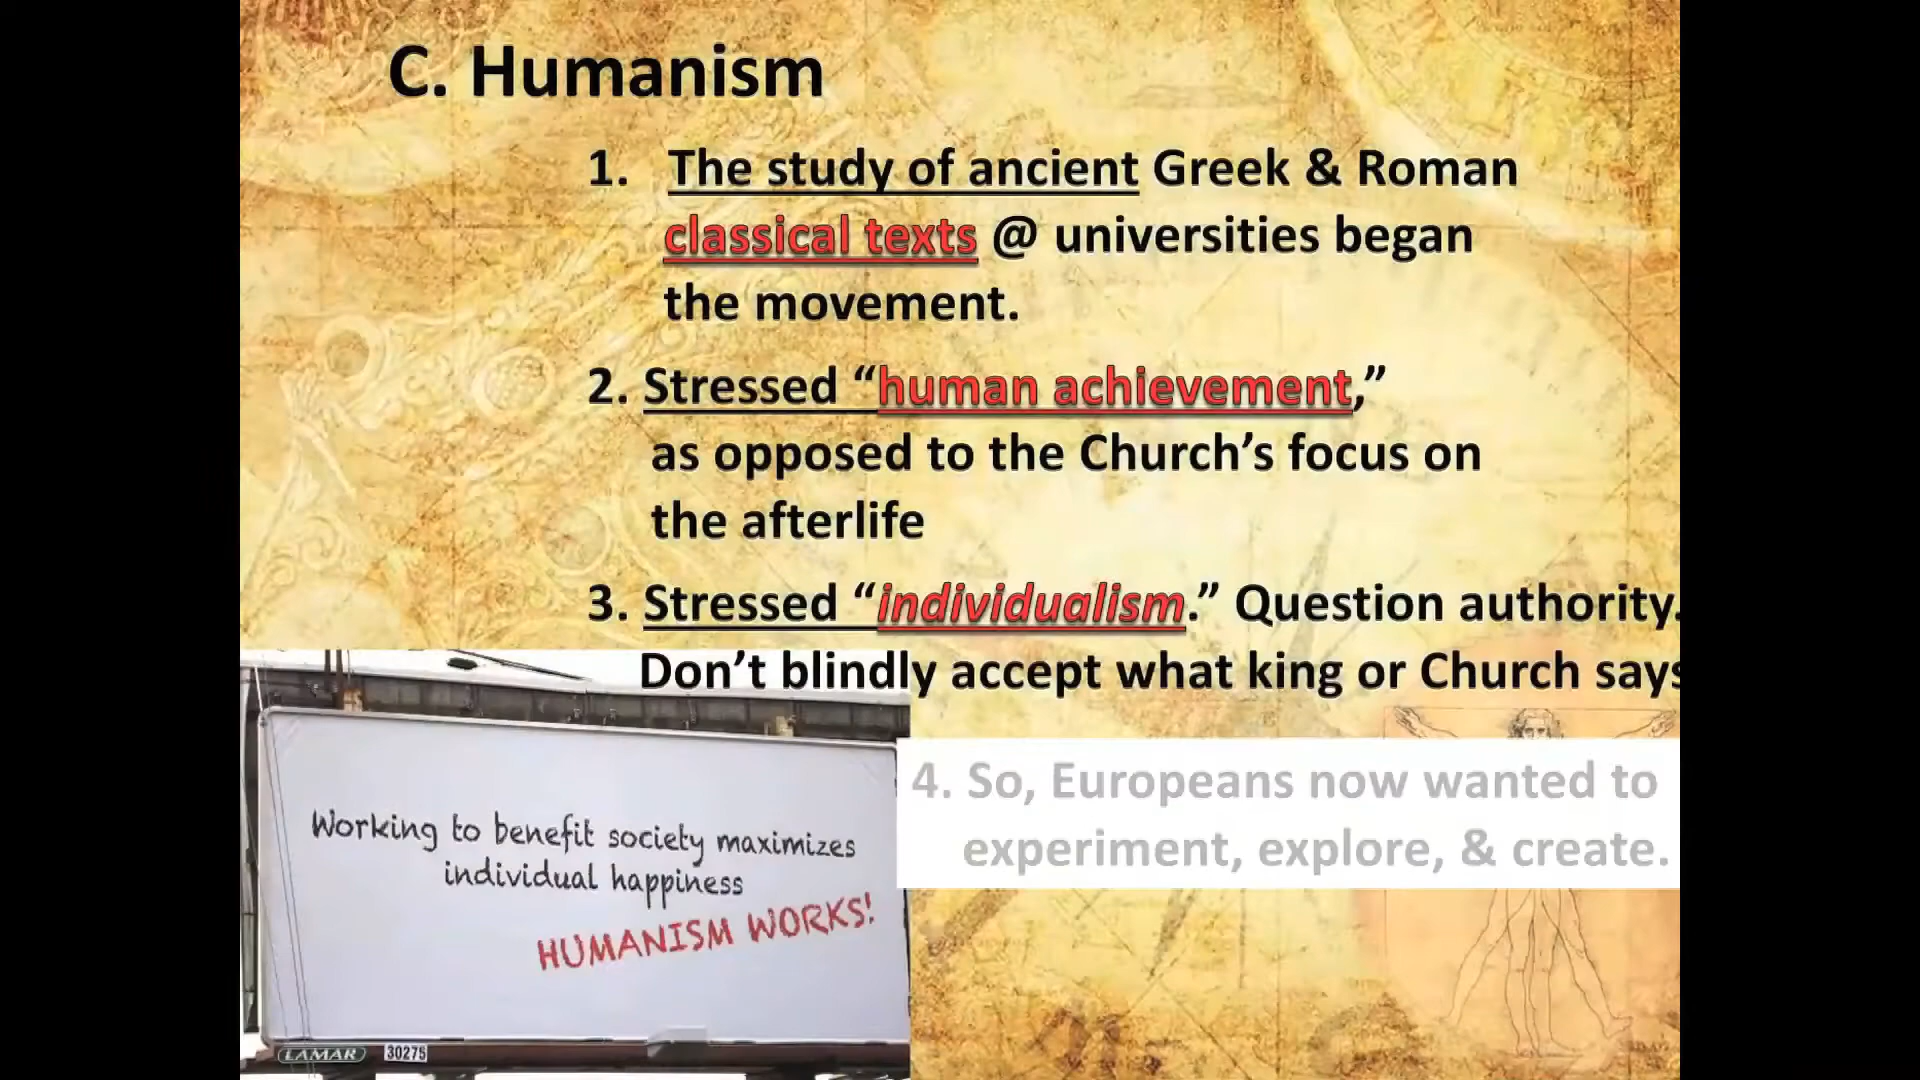 C. Humanism
1. The study of ancient Greek & Roman
classical texts @ universities began
the movement.
2. Stressed “human achievement,”
as opposed to the Church’s focus on
the afterlife
3. Stressed “individualism.” Question authority.
Don’t blindly accept what king or Church says
4. So, Europeans now wanted to
experiment, explore, & create.
Working to benefit society maximizes
individual happiness
HUMANISM WORKS!
LAMAR 30275